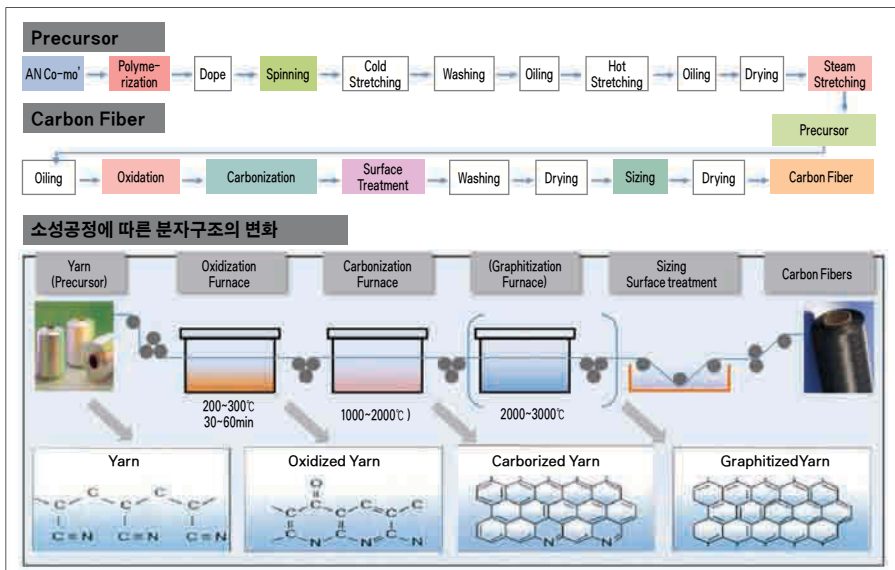 Precursor
AN Co-mo'
Polyme-
rization
Dope
Spinning
Cold
Stretching
Washing
Oiling
Hot
Stretching
Oiling
Drying
Steam
Stretching
Carbon Fiber
Precursor
Oiling
Oxidation
Carbonization
Surface
Treatment
Washing
Drying
Sizing
Drying
Carbon Fiber
소성공정에 따른 분자구조의 변화
Yarn
(Precursor)
Oxidization
Furnace
Carbonization
Furnace
(Graphitization
Furnace)
Sizing
Surface treatment
Carbon Fibers
200~300℃
30~60min
1000~2000℃ )
2000~3000℃
Yarn
Oxidized Yarn
Carborized Yarn
GraphitizedYarn
C C C C
C≡N C≡N C≡N
O
C C C C
C C C
C N C N C N
N N